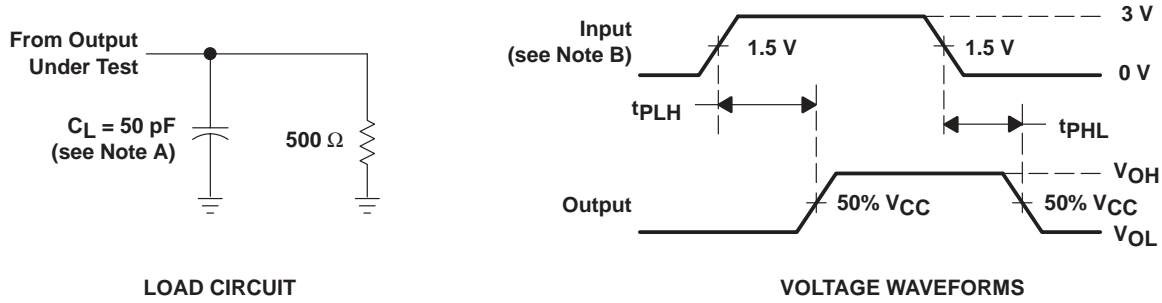 From Output
Under Test
CL = 50 pF
(see Note A)
500 Ω
LOAD CIRCUIT
Input
(see Note B)
1.5 V
1.5 V
3 V
0 V
tPLH
tPHL
Output
50% VCC
50% VCC
VOH
VOL
VOLTAGE WAVEFORMS